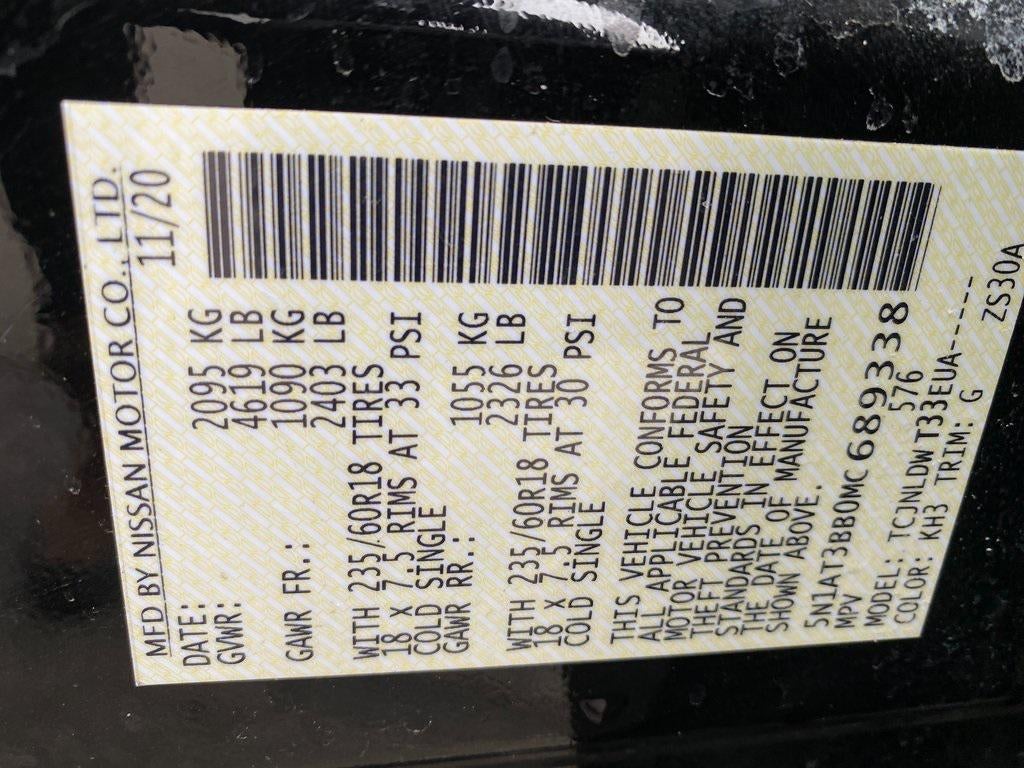 MFD BY NISSAN MOTOR CO., LTD.
DATE: 11/20
GVWR: 2095 KG
4619 LB
GAWR FR.: 1090 KG
2403 LB
WITH 235/60R18 TIRES
18 X 7.5 RIMS AT 33 PSI
COLD SINGLE
GAWR RR.: 1055 KG
2326 LB
WITH 235/60R18 TIRES
18 X 7.5 RIMS AT 30 PSI
COLD SINGLE
THIS VEHICLE CONFORMS TO
ALL APPLICABLE FEDERAL
MOTOR VEHICLE SAFETY AND
THEFT PREVENTION
STANDARDS IN EFFECT ON
THE DATE OF MANUFACTURE
SHOWN ABOVE.
5N1AT3BB0MC689338
MPV 576
MODEL: TCJNLDWT33EUA-----
COLOR: KH3 TRIM: G
ZS30A